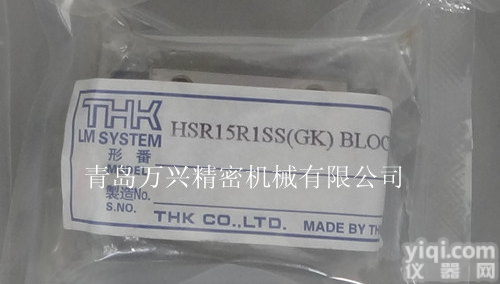 THK
LM SYSTEM
HSR15R1SS(GK) BLOC
形番
MODEL
青岛万兴精密机械有限公司
製造No.
S.NO.
THK CO.,LTD.
MADE BY TH
yiqi.com
仪器网